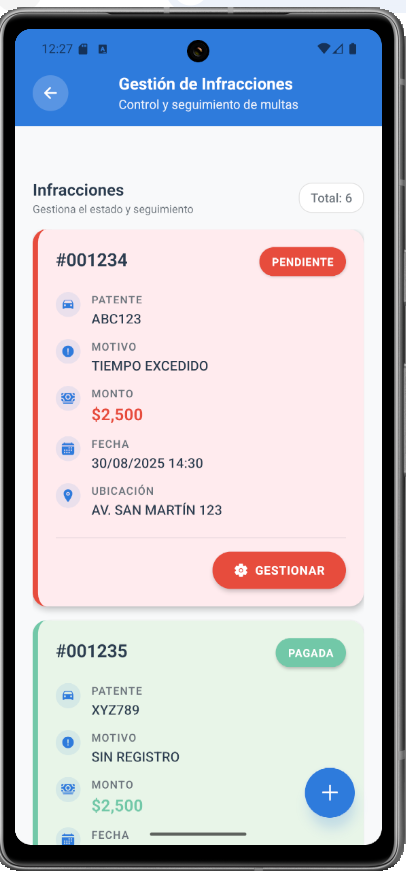 12:27
Gestión de Infracciones
Control y seguimiento de multas
Infracciones
Gestiona el estado y seguimiento
Total: 6
#001234
PENDIENTE
PATENTE
ABC123
MOTIVO
TIEMPO EXCEDIDO
MONTO
$2,500
FECHA
30/08/2025 14:30
UBICACIÓN
AV. SAN MARTÍN 123
GESTIONAR
#001235
PAGADA
PATENTE
XYZ789
MOTIVO
SIN REGISTRO
MONTO
$2,500
FECHA